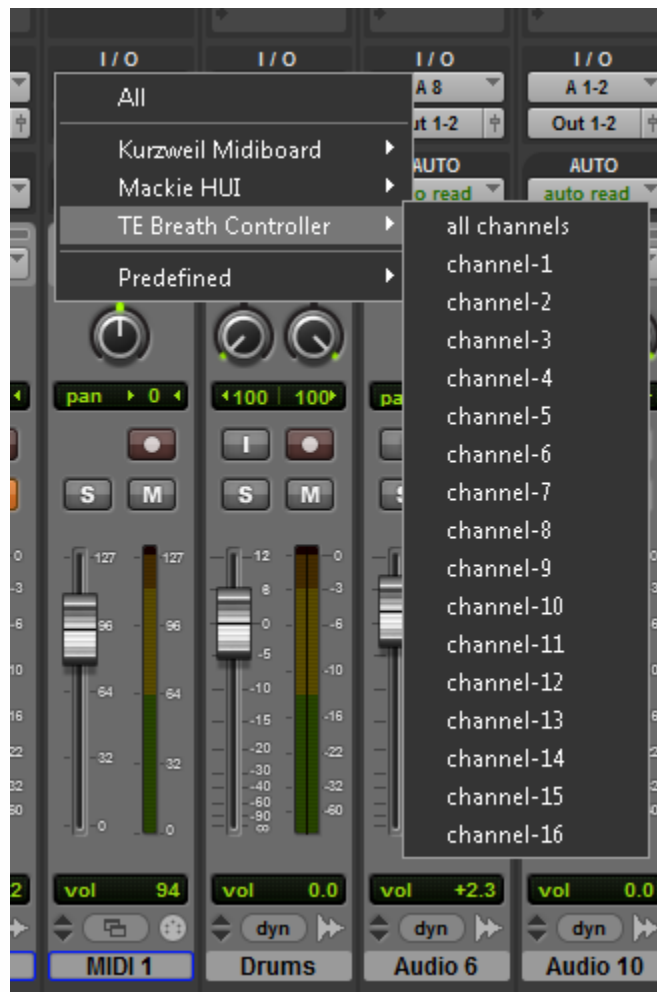 I / O I / O I / O I / O
A 8 A 1-2
ut 1-2 Out 1-2
AUTO AUTO
o read auto read
All
Kurzweil Midiboard
Mackie HUI
TE Breath Controller
Predefined
all channels
channel-1
channel-2
channel-3
channel-4
channel-5
channel-6
channel-7
channel-8
channel-9
channel-10
channel-11
channel-12
channel-13
channel-14
channel-15
channel-16
pan 0 100 100 pa
I
S M S M
127 127 12 0
6 -3
96 96 0 -6
-5
64 64 -10 -10
-15 -16
-20 -22
32 32 -30
-40 -32
-60 -60
-90
0 0 ∞
2 vol 94 vol 0.0 vol +2.3 vol 0.0
dyn dyn dyn
MIDI 1 Drums Audio 6 Audio 10